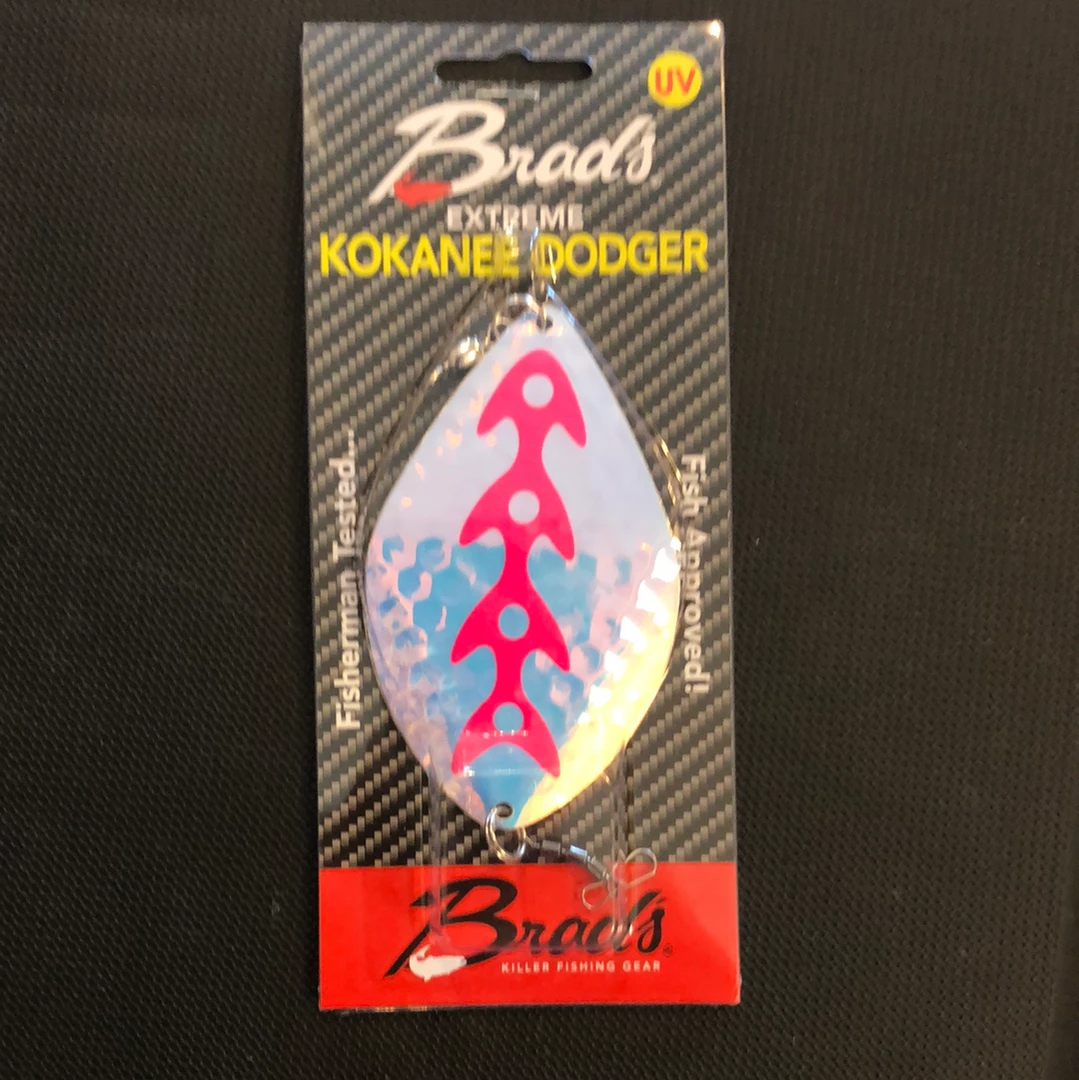 UV
Brad's
EXTREME
KOKANEE DODGER
Fisherman Tested...
Fish Approved!
Brad's®
KILLER FISHING GEAR